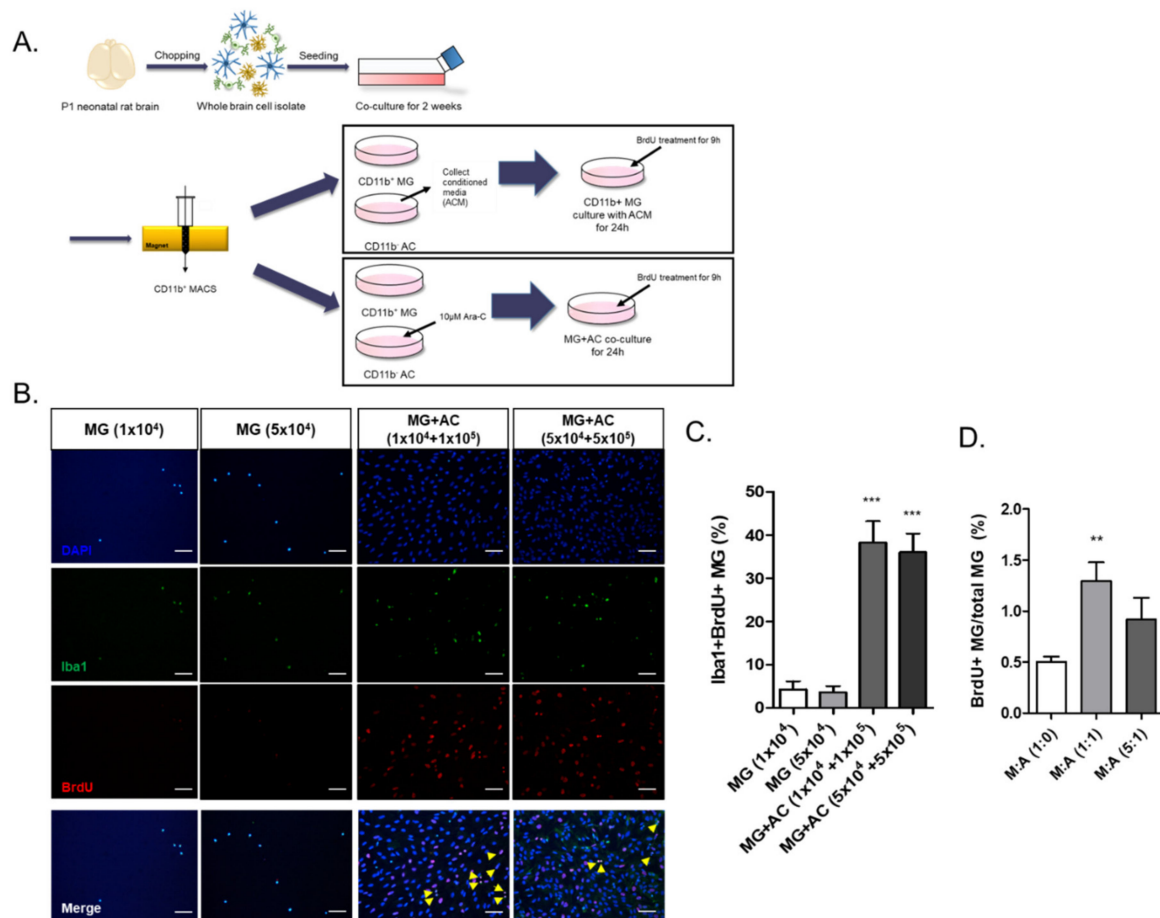 A.
Chopping
Seeding
P1 neonatal rat brain
Whole brain cell isolate
Co-culture for 2 weeks
Magnet
CD11b⁺ MACS
CD11b⁺ MG
Collect
conditioned
media
(ACM)
CD11b⁻ AC
BrdU treatment for 9h
CD11b+ MG
culture with ACM
for 24h
CD11b⁺ MG
10µM Ara-C
CD11b⁻ AC
BrdU treatment for 9h
MG+AC co-culture
for 24h
B.
MG (1x10⁴)
MG (5x10⁴)
MG+AC
(1x10⁴+1x10⁵)
MG+AC
(5x10⁴+5x10⁵)
DAPI
Iba1
BrdU
Merge
C.
Iba1+BrdU+ MG (%)
50
40
30
20
10
0
***
***
MG (1x10⁴)
MG (5x10⁴)
MG+AC (1x10⁴+1x10⁵)
MG+AC (5x10⁴+5x10⁵)
D.
BrdU+ MG/total MG (%)
2.0
1.5
1.0
0.5
0.0
**
M:A (1:0)
M:A (1:1)
M:A (5:1)